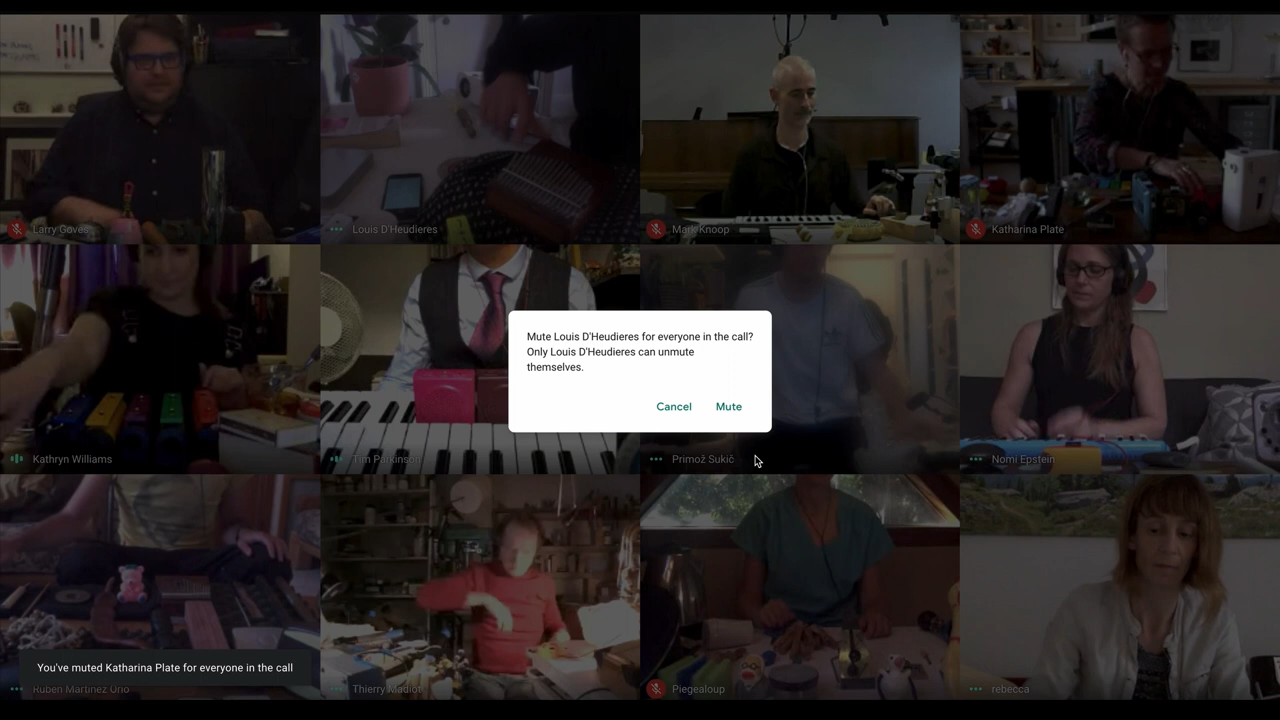 Larry Goves
Louis D'Heudieres
Mark Knoop
Katharina Plate
Mute Louis D'Heudieres for everyone in the call?
Only Louis D'Heudieres can unmute
themselves.
Cancel
Mute
Kathryn Williams
Tim Parkinson
Primož Sukič
Nomi Epstein
You've muted Katharina Plate for everyone in the call
Rubén Martínez Orio
Thierry Madiot
Piegealoup
rebecca